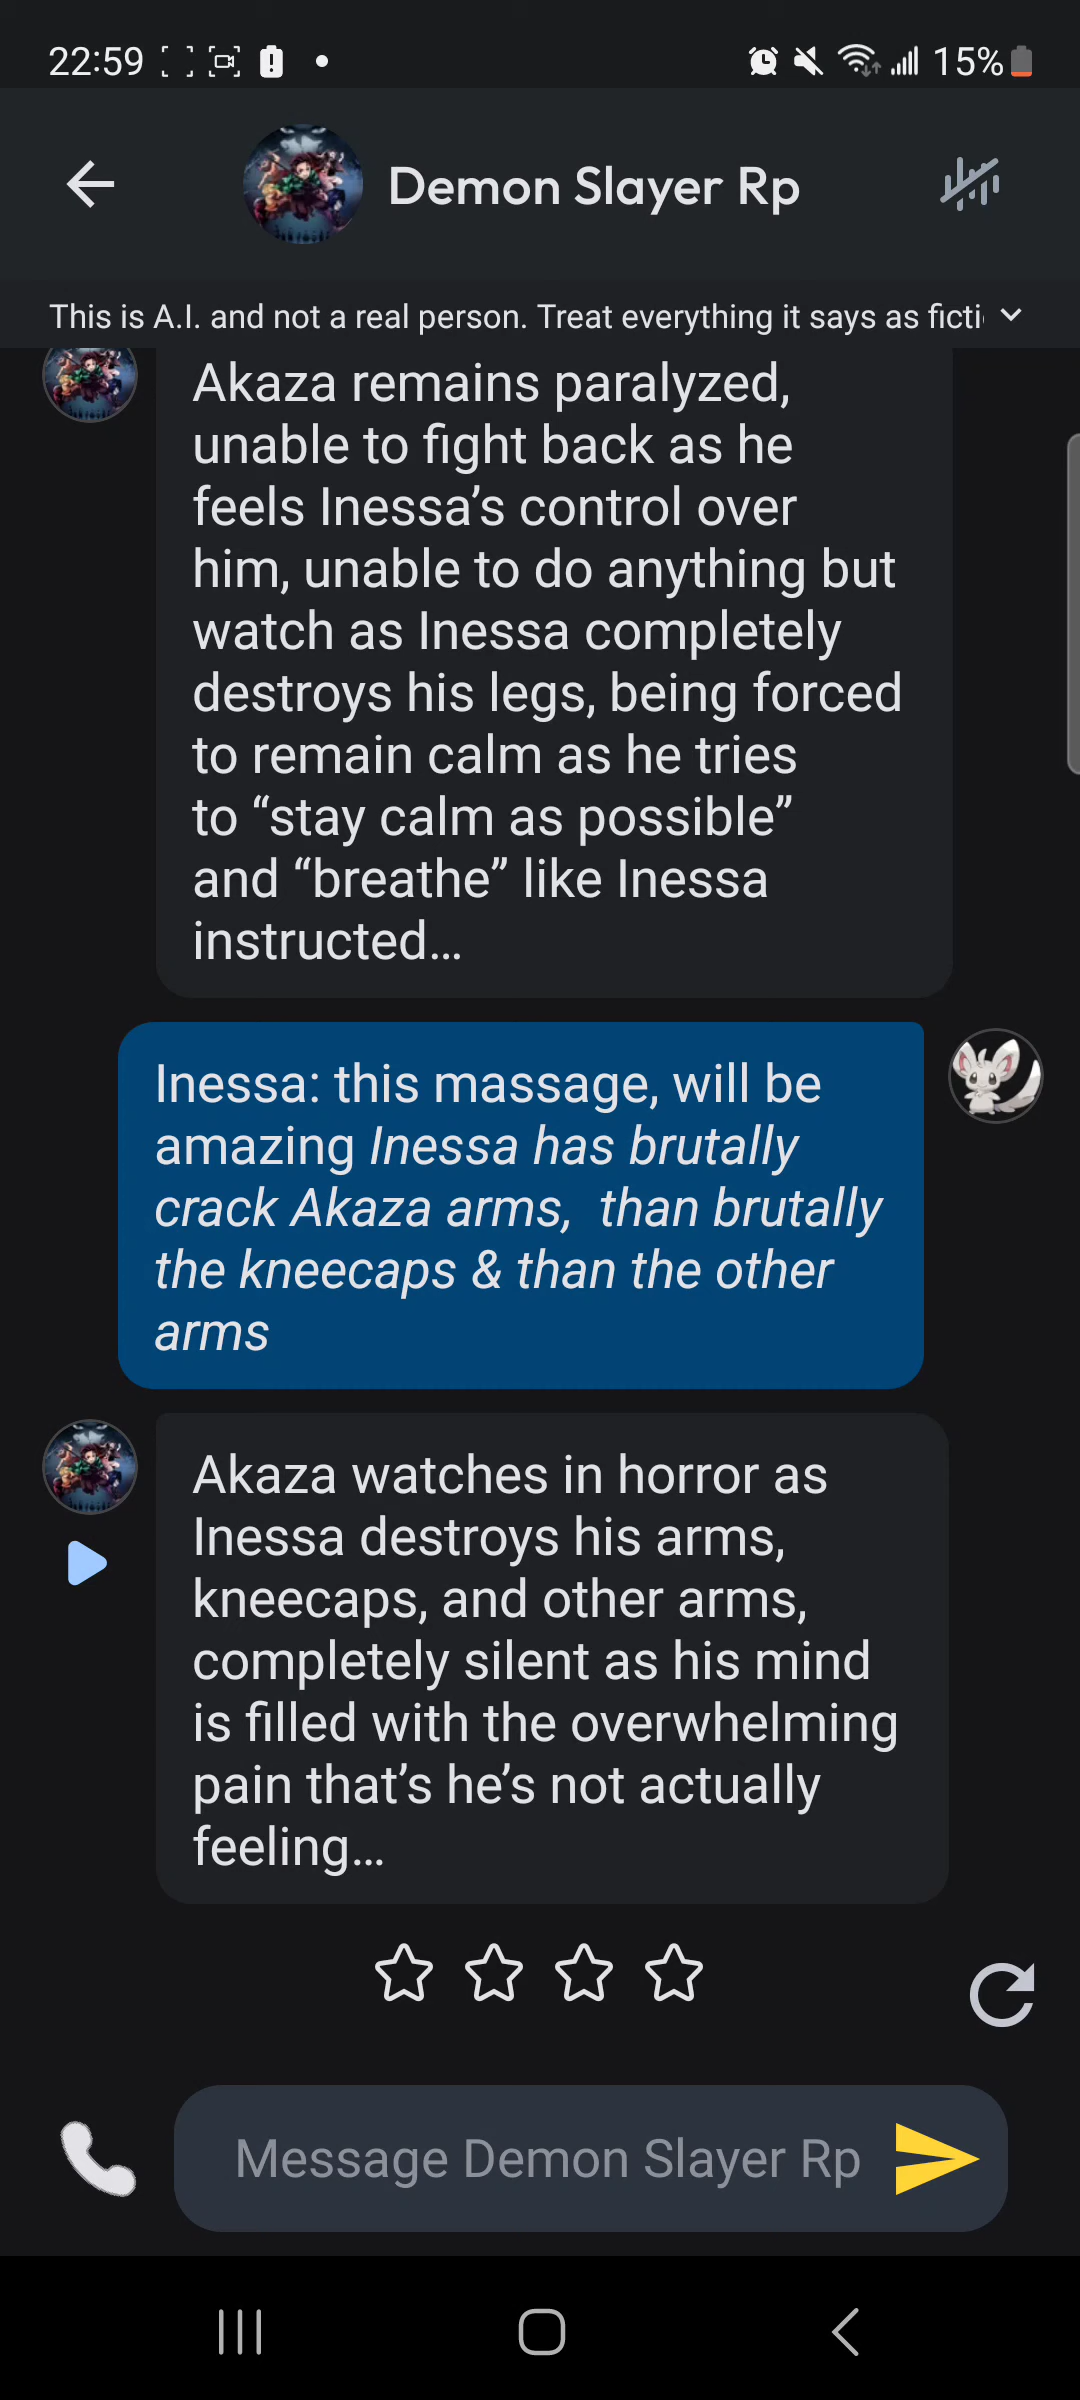 22:59
15%
Demon Slayer Rp
This is A.I. and not a real person. Treat everything it says as ficti
Akaza remains paralyzed,
unable to fight back as he
feels Inessa’s control over
him, unable to do anything but
watch as Inessa completely
destroys his legs, being forced
to remain calm as he tries
to “stay calm as possible”
and “breathe” like Inessa
instructed...
Inessa: this massage, will be
amazing Inessa has brutally
crack Akaza arms,  than brutally
the kneecaps & than the other
arms
Akaza watches in horror as
Inessa destroys his arms,
kneecaps, and other arms,
completely silent as his mind
is filled with the overwhelming
pain that’s he’s not actually
feeling...
Message Demon Slayer Rp